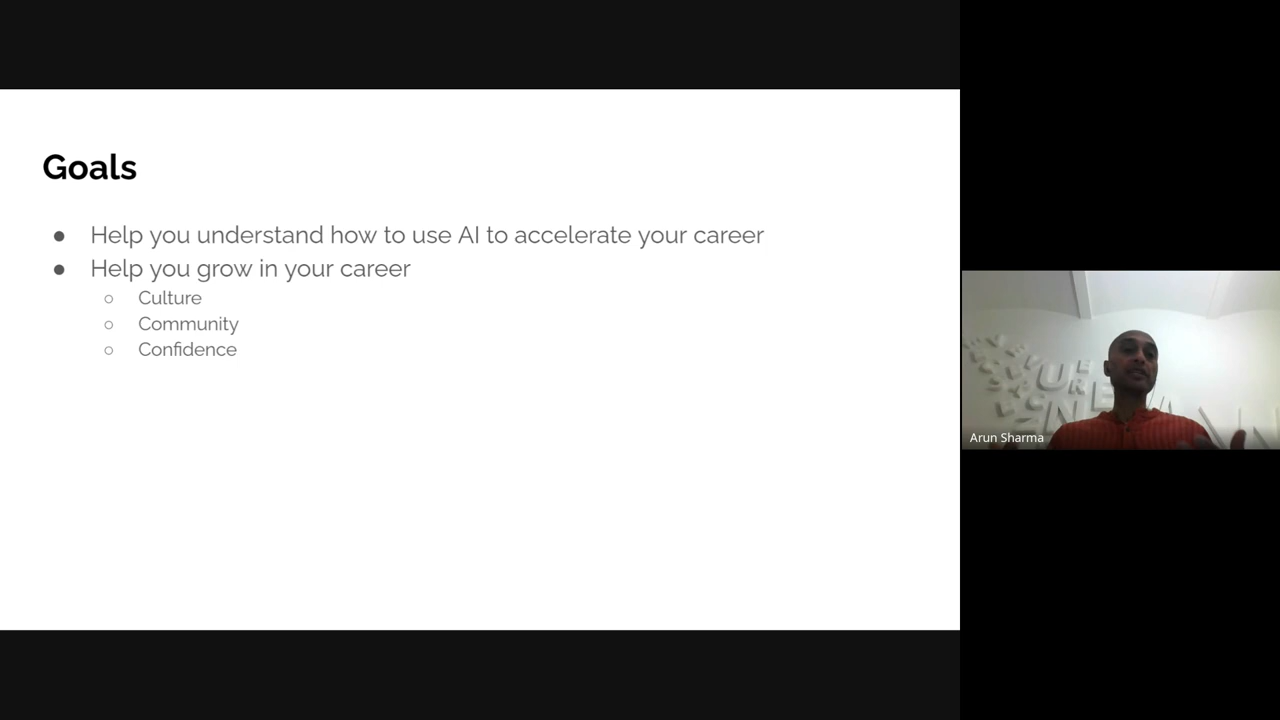 Goals
● Help you understand how to use AI to accelerate your career
● Help you grow in your career
○ Culture
○ Community
○ Confidence
Arun Sharma